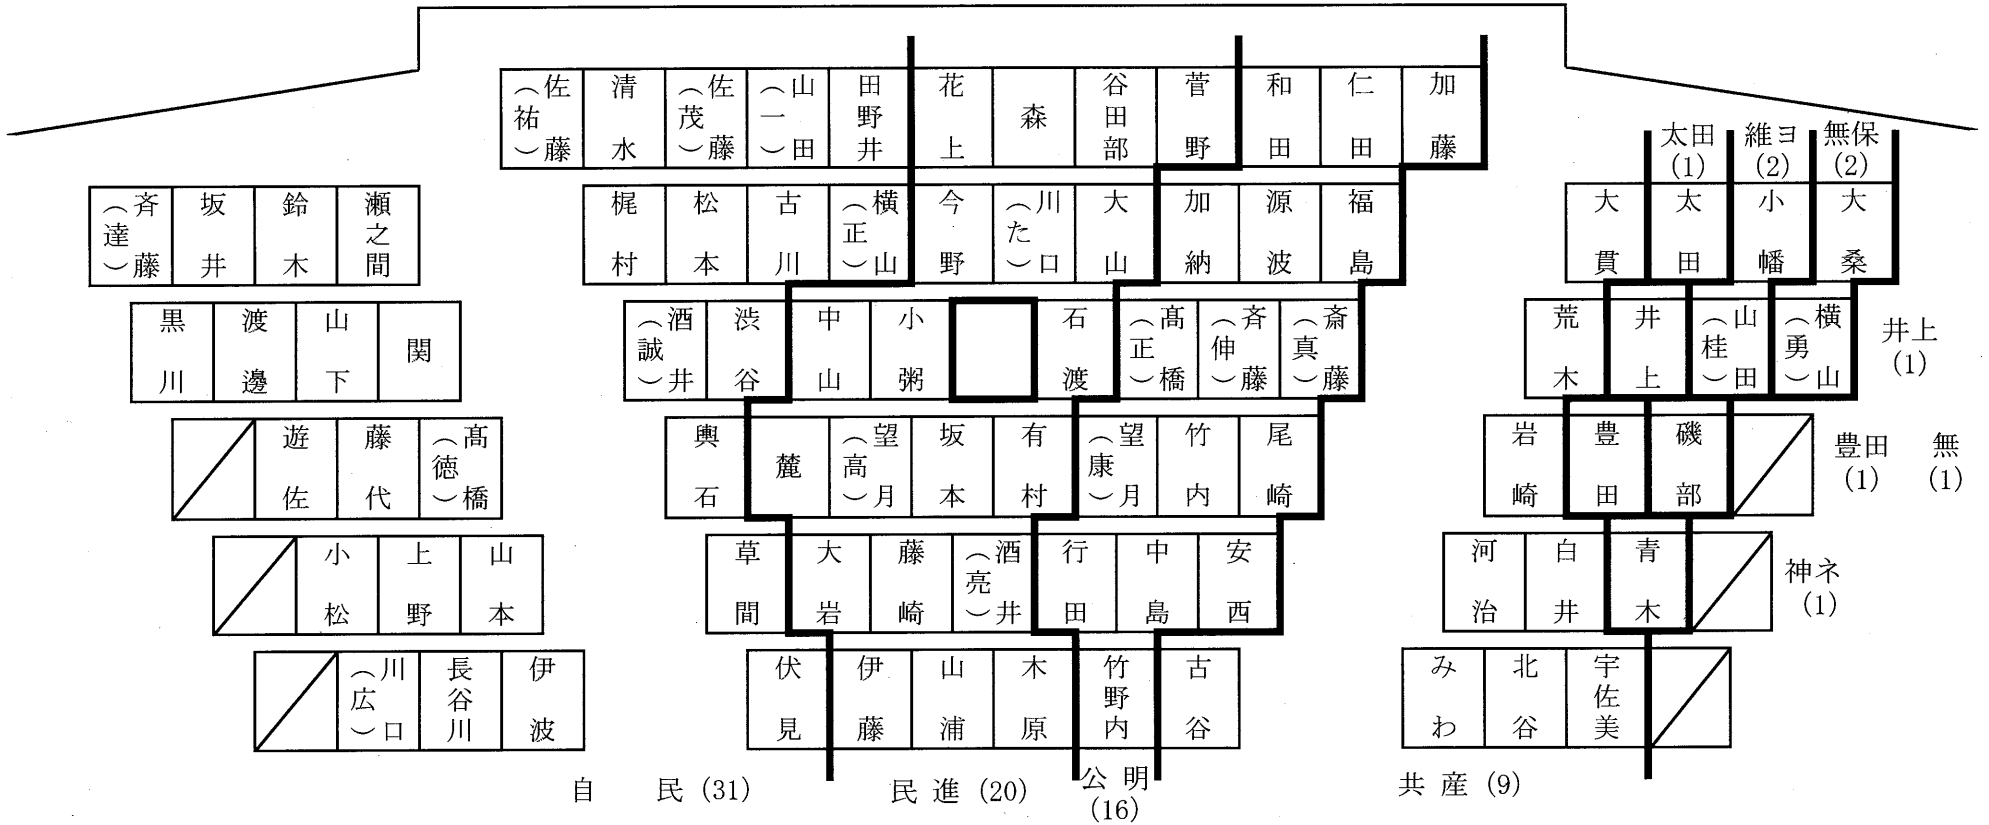 佐藤（祐） 清水 佐藤（茂） 山田（一） 田野井 花上 森 谷田部 菅野 和田 仁田 加藤
太田(1) 維ヨ(2) 無保(2)
斉藤（達） 坂井 鈴木 瀬之間 梶村 松本 古川 横山（正） 今野 川口（た） 大山 加納 源波 福島 大貫 太田 小幡 大桑
黒川 渡邊 山下 関 酒井（誠） 渋谷 中山 小粥 石渡 髙橋（正） 斉藤（伸） 斎藤（真） 荒木 井上 山田（桂） 横山（勇） 井上(1)
遊佐 藤代 髙橋（徳） 輿石 麓 望月（高） 坂本 有村 望月（康） 竹内 尾崎 岩崎 豊田 磯部 豊田(1) 無(1)
小松 上野 山本 草間 大岩 藤崎 酒井（亮） 行田 中島 安西 河治 白井 青木 神ネ(1)
川口（広） 長谷川 伊波 伏見 伊藤 山浦 木原 竹野内 古谷 みわ 北谷 宇佐美
自民(31) 民進(20) 公明(16) 共産(9)